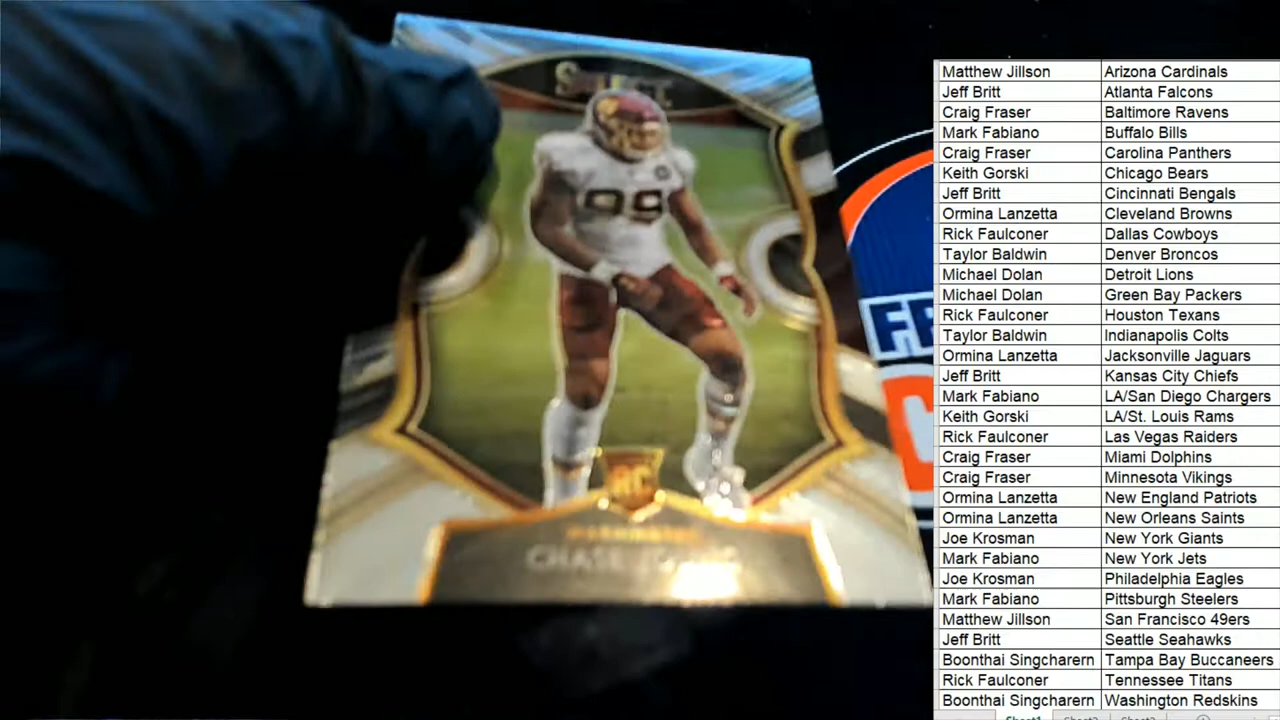 SELECT
99
RC
WASHINGTON
CHASE
Matthew Jillson Arizona Cardinals
Jeff Britt Atlanta Falcons
Craig Fraser Baltimore Ravens
Mark Fabiano Buffalo Bills
Craig Fraser Carolina Panthers
Keith Gorski Chicago Bears
Jeff Britt Cincinnati Bengals
Ormina Lanzetta Cleveland Browns
Rick Faulconer Dallas Cowboys
Taylor Baldwin Denver Broncos
Michael Dolan Detroit Lions
Michael Dolan Green Bay Packers
Rick Faulconer Houston Texans
Taylor Baldwin Indianapolis Colts
Ormina Lanzetta Jacksonville Jaguars
Jeff Britt Kansas City Chiefs
Mark Fabiano LA/San Diego Chargers
Keith Gorski LA/St. Louis Rams
Rick Faulconer Las Vegas Raiders
Craig Fraser Miami Dolphins
Craig Fraser Minnesota Vikings
Ormina Lanzetta New England Patriots
Ormina Lanzetta New Orleans Saints
Joe Krosman New York Giants
Mark Fabiano New York Jets
Joe Krosman Philadelphia Eagles
Mark Fabiano Pittsburgh Steelers
Matthew Jillson San Francisco 49ers
Jeff Britt Seattle Seahawks
Boonthai Singcharern Tampa Bay Buccaneers
Rick Faulconer Tennessee Titans
Boonthai Singcharern Washington Redskins